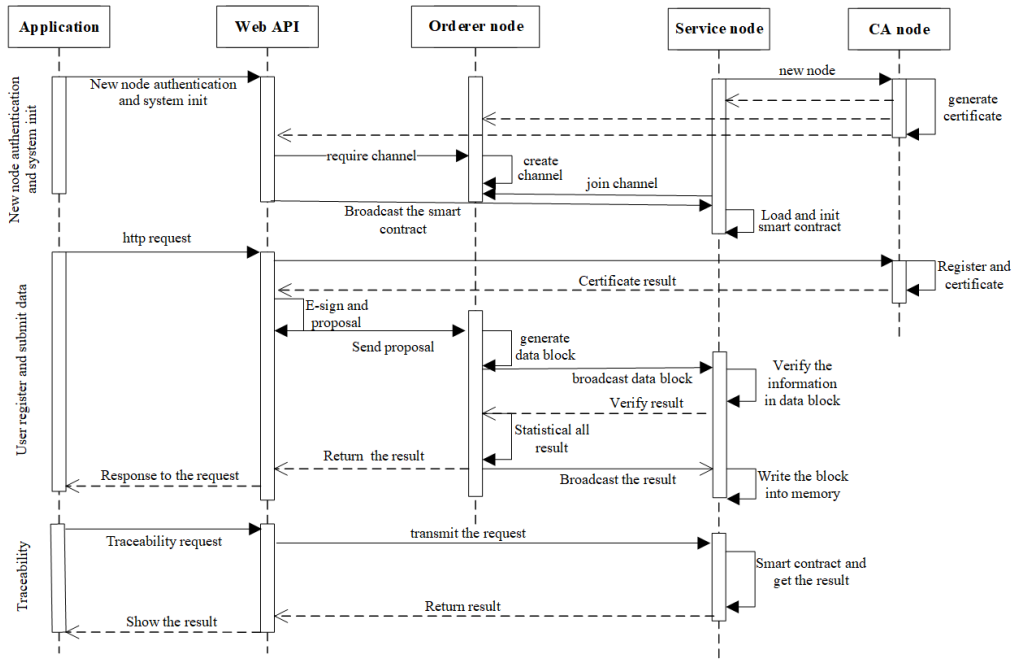 Application
Web API
Orderer node
Service node
CA node
New node authentication
and system init
New node authentication
and system init
new node
generate
certificate
require channel
create
channel
join channel
Broadcast the smart
contract
Load and init
smart contract
User register and submit data
http request
Register and
certificate
Certificate result
E-sign and
proposal
Send proposal
generate
data block
broadcast data block
Verify the
information
in data block
Verify result
Statistical all
result
Return the result
Response to the request
Broadcast the result
Write the block
into memory
Traceability
Traceability request
transmit the request
Smart contract and
get the result
Return result
Show the result